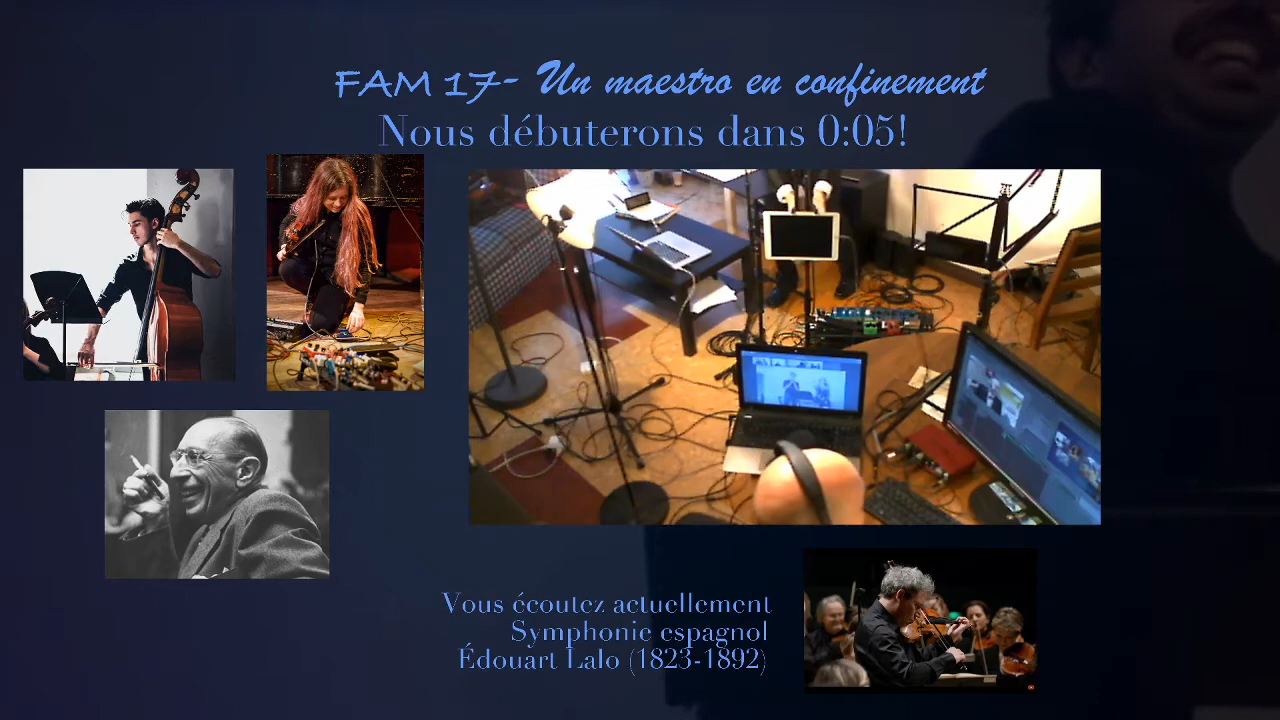 FAM 17- Un maestro en confinement
Nous débuterons dans 0:05!
Vous écoutez actuellement
Symphonie espagnol
Édouart Lalo (1823-1892)